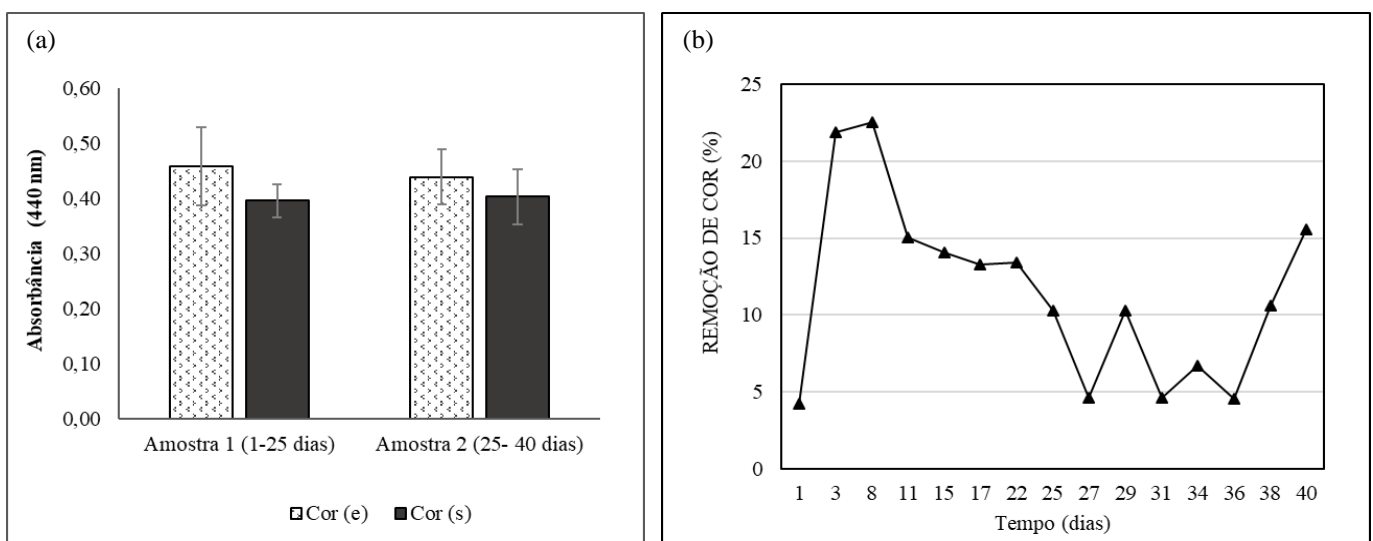 (a)
Absorbância (440 nm)
0,60
0,50
0,40
0,30
0,20
0,10
0,00
Amostra 1 (1-25 dias) Amostra 2 (25- 40 dias)
Cor (e) Cor (s)
(b)
REMOÇÃO DE COR (%)
25
20
15
10
5
0
1 3 8 11 15 17 22 25 27 29 31 34 36 38 40
Tempo (dias)